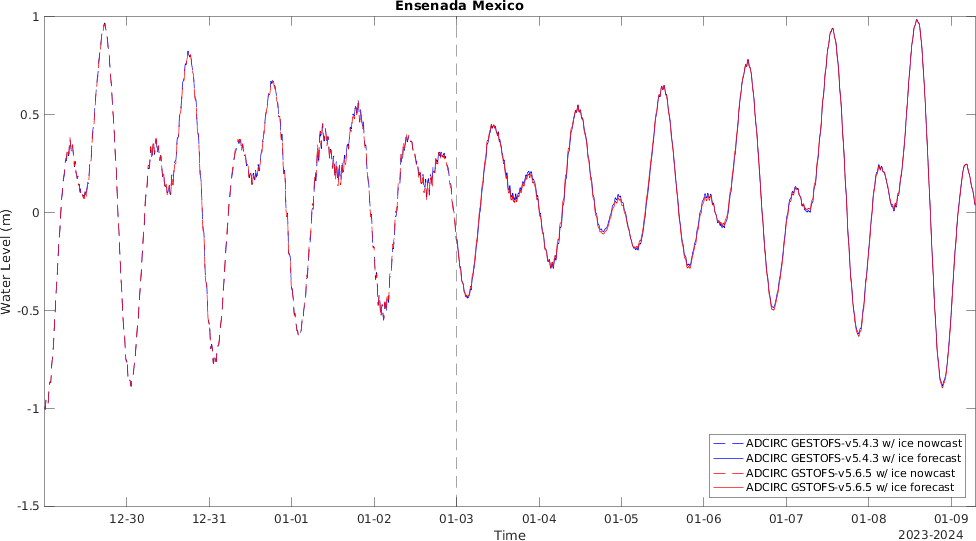 Ensenada Mexico
1
0.5
0
-0.5
-1
-1.5
Water Level (m)
12-30
12-31
01-01
01-02
01-03
01-04
01-05
01-06
01-07
01-08
01-09
Time
2023-2024
ADCIRC GESTOFS-v5.4.3 w/ ice nowcast
ADCIRC GESTOFS-v5.4.3 w/ ice forecast
ADCIRC GSTOFS-v5.6.5 w/ ice nowcast
ADCIRC GSTOFS-v5.6.5 w/ ice forecast